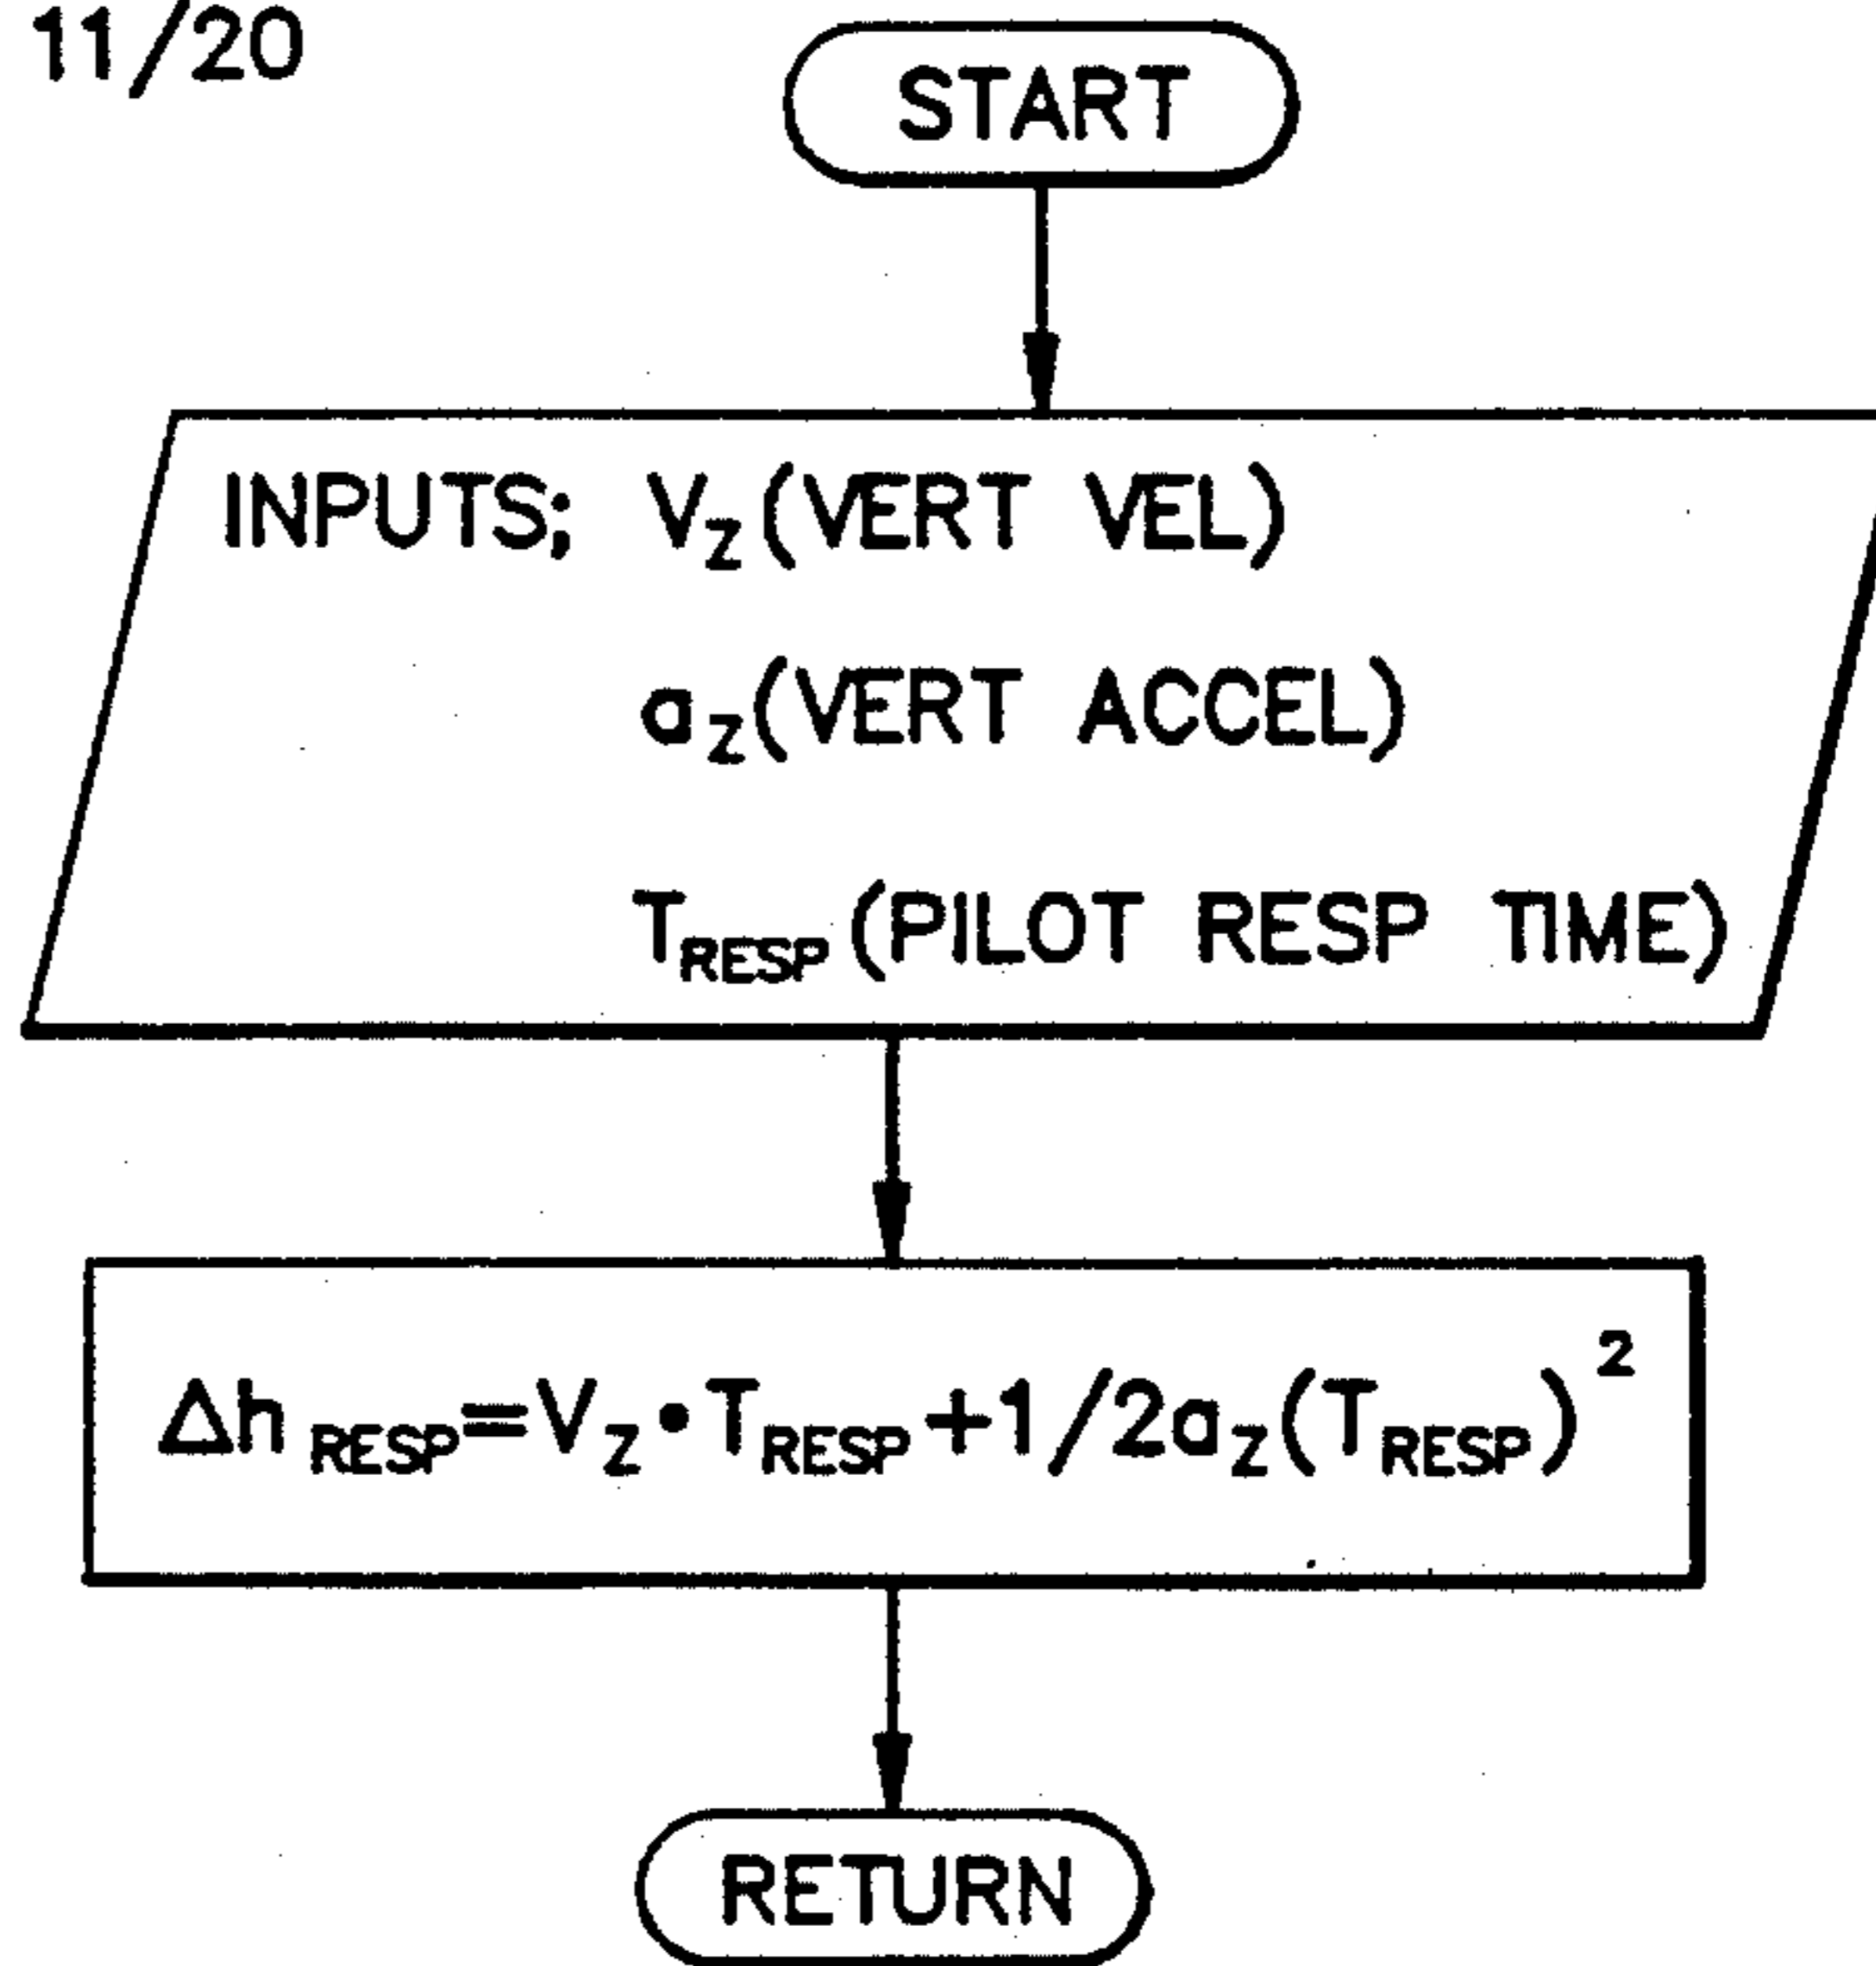 11/20
START
INPUTS; V_Z (VERT VEL)
a_Z (VERT ACCEL)
T_RESP (PILOT RESP TIME)
Δh_RESP=V_Z•T_RESP+1/2a_Z(T_RESP)²
RETURN